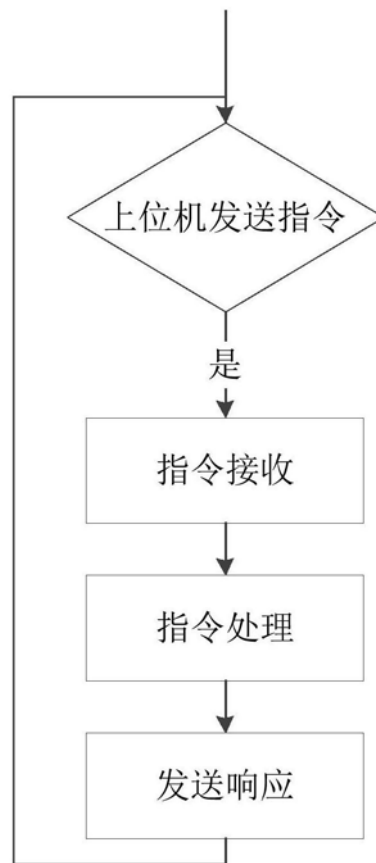 上位机发送指令
是
指令接收
指令处理
发送响应